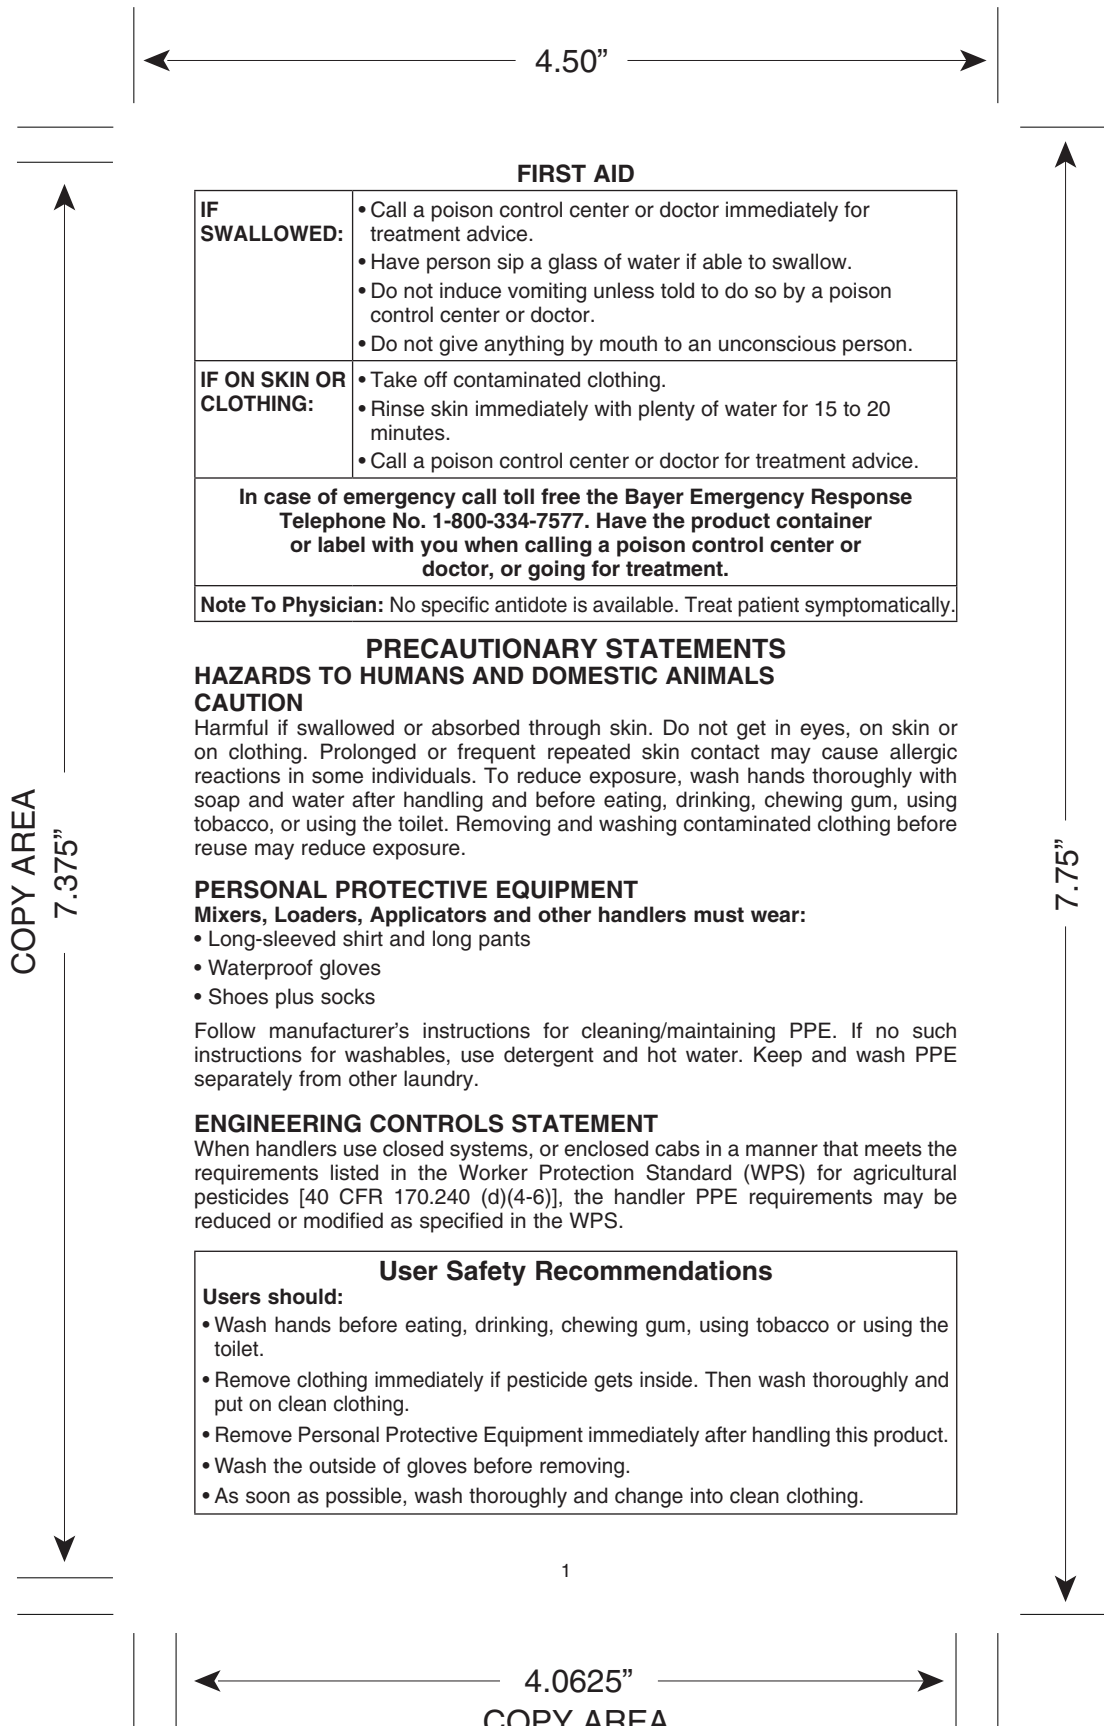 4.50”
FIRST AID
IF
SWALLOWED:
• Call a poison control center or doctor immediately for
treatment advice.
• Have person sip a glass of water if able to swallow.
• Do not induce vomiting unless told to do so by a poison
control center or doctor.
• Do not give anything by mouth to an unconscious person.
IF ON SKIN OR
CLOTHING:
• Take off contaminated clothing.
• Rinse skin immediately with plenty of water for 15 to 20
minutes.
• Call a poison control center or doctor for treatment advice.
In case of emergency call toll free the Bayer Emergency Response
Telephone No. 1-800-334-7577. Have the product container
or label with you when calling a poison control center or
doctor, or going for treatment.
Note To Physician: No specific antidote is available. Treat patient symptomatically.
PRECAUTIONARY STATEMENTS
HAZARDS TO HUMANS AND DOMESTIC ANIMALS
CAUTION
Harmful if swallowed or absorbed through skin. Do not get in eyes, on skin or
on clothing. Prolonged or frequent repeated skin contact may cause allergic
reactions in some individuals. To reduce exposure, wash hands thoroughly with
soap and water after handling and before eating, drinking, chewing gum, using
tobacco, or using the toilet. Removing and washing contaminated clothing before
reuse may reduce exposure.
PERSONAL PROTECTIVE EQUIPMENT
Mixers, Loaders, Applicators and other handlers must wear:
• Long-sleeved shirt and long pants
• Waterproof gloves
• Shoes plus socks
Follow manufacturer’s instructions for cleaning/maintaining PPE. If no such
instructions for washables, use detergent and hot water. Keep and wash PPE
separately from other laundry.
ENGINEERING CONTROLS STATEMENT
When handlers use closed systems, or enclosed cabs in a manner that meets the
requirements listed in the Worker Protection Standard (WPS) for agricultural
pesticides [40 CFR 170.240 (d)(4-6)], the handler PPE requirements may be
reduced or modified as specified in the WPS.
User Safety Recommendations
Users should:
• Wash hands before eating, drinking, chewing gum, using tobacco or using the
toilet.
• Remove clothing immediately if pesticide gets inside. Then wash thoroughly and
put on clean clothing.
• Remove Personal Protective Equipment immediately after handling this product.
• Wash the outside of gloves before removing.
• As soon as possible, wash thoroughly and change into clean clothing.
1
COPY AREA
7.375”
7.75”
4.0625”
COPY AREA